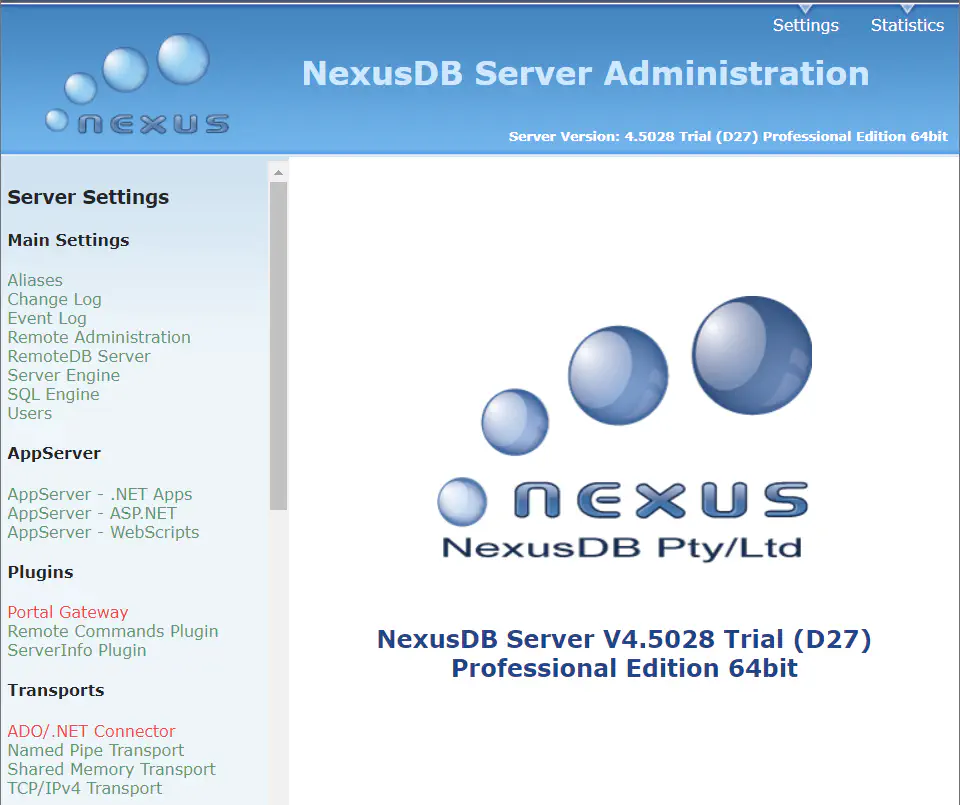 Settings Statistics
nexus
NexusDB Server Administration
Server Version: 4.5028 Trial (D27) Professional Edition 64bit
Server Settings
Main Settings
Aliases
Change Log
Event Log
Remote Administration
RemoteDB Server
Server Engine
SQL Engine
Users
AppServer
AppServer - .NET Apps
AppServer - ASP.NET
AppServer - WebScripts
Plugins
Portal Gateway
Remote Commands Plugin
ServerInfo Plugin
Transports
ADO/.NET Connector
Named Pipe Transport
Shared Memory Transport
TCP/IPv4 Transport
nexus
NexusDB Pty/Ltd
NexusDB Server V4.5028 Trial (D27)
Professional Edition 64bit